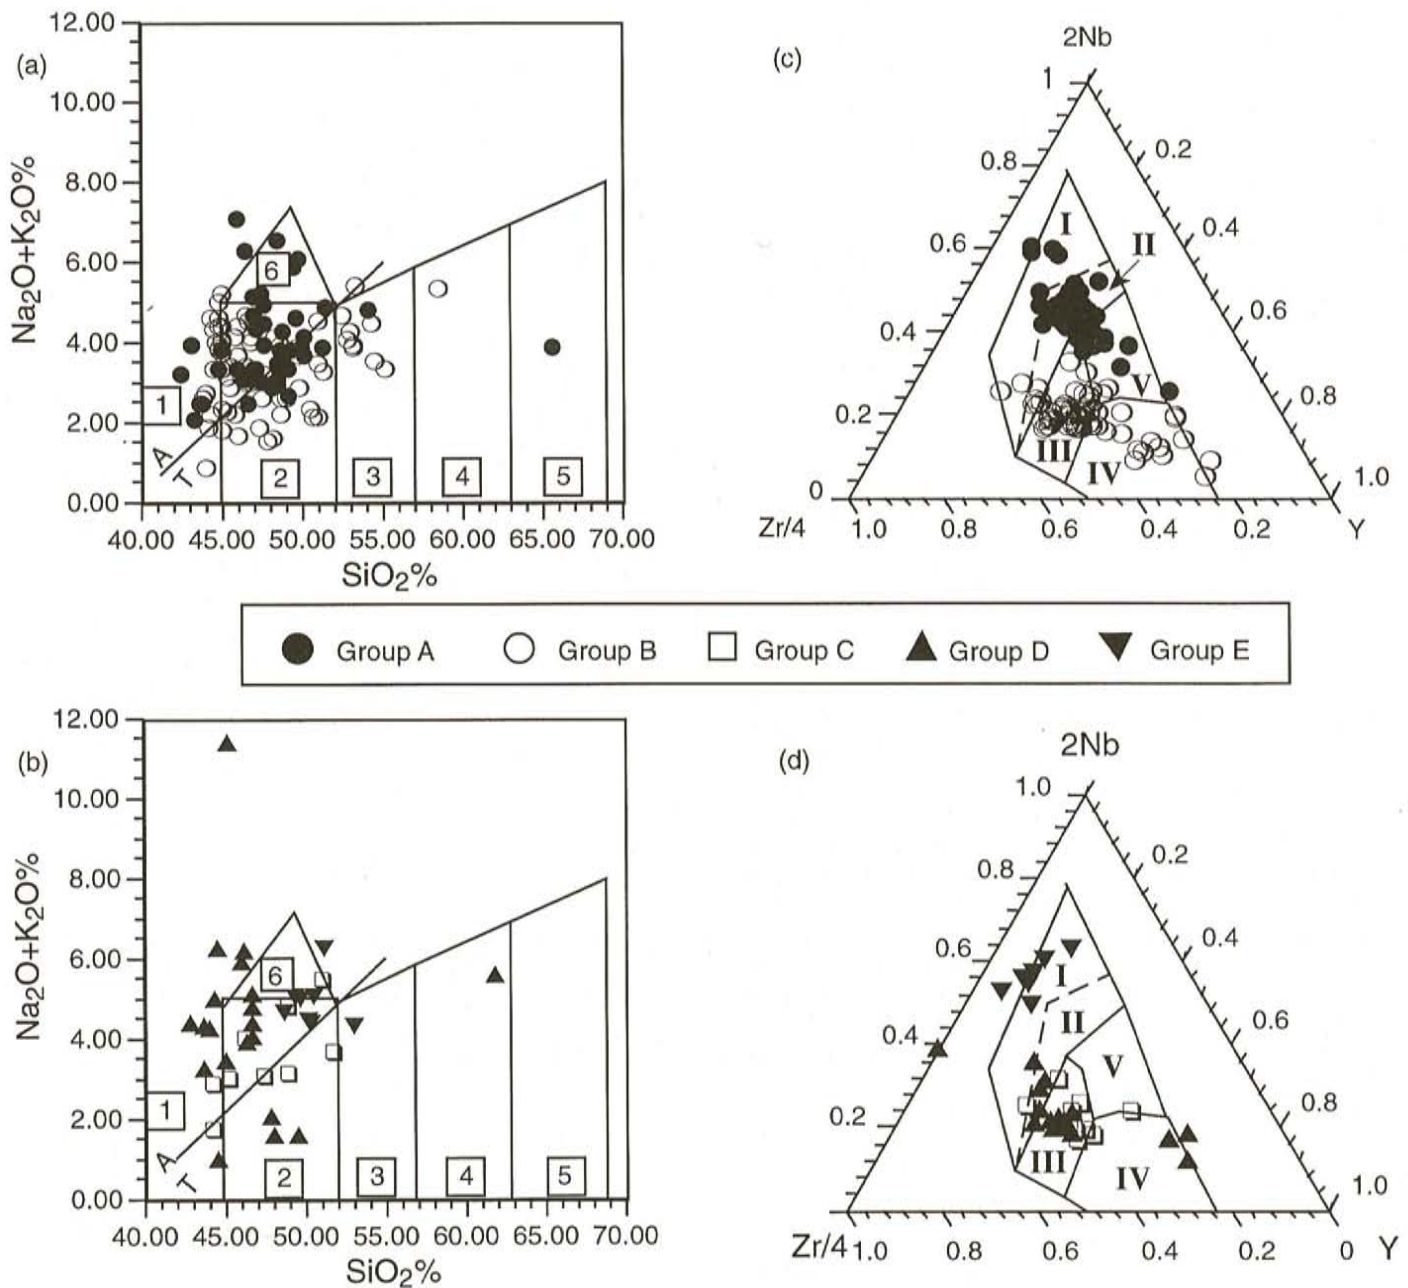 (a)
12.00
10.00
8.00
6.00
4.00
2.00
0.00
Na2O+K2O%
6
1
A
T
2
3
4
5
40.00 45.00 50.00 55.00 60.00 65.00 70.00
SiO2%
(c)
2Nb
1
0.8
0.6
0.4
0.2
0
0.2
0.4
0.6
0.8
1.0
I
II
V
III
IV
Zr/4 1.0 0.8 0.6 0.4 0.2 Y
Group A Group B Group C Group D Group E
(b)
12.00
10.00
8.00
6.00
4.00
2.00
0.00
Na2O+K2O%
6
1
A
T
2
3
4
5
40.00 45.00 50.00 55.00 60.00 65.00 70.00
SiO2%
(d)
2Nb
1.0
0.8
0.6
0.4
0.2
0.2
0.4
0.6
0.8
1.0
I
II
V
III
IV
Zr/4 1.0 0.8 0.6 0.4 0.2 0 Y